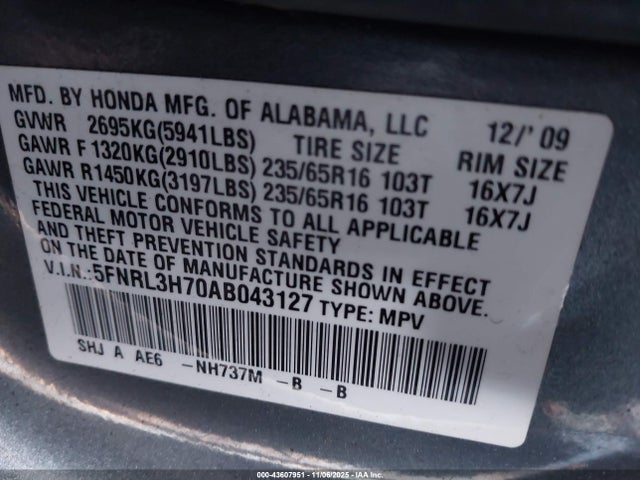 MFD. BY HONDA MFG. OF ALABAMA, LLC 12/'09
GVWR 2695KG(5941LBS) TIRE SIZE RIM SIZE
GAWR F 1320KG(2910LBS) 235/65R16 103T 16X7J
GAWR R1450KG(3197LBS) 235/65R16 103T 16X7J
THIS VEHICLE CONFORMS TO ALL APPLICABLE
FEDERAL MOTOR VEHICLE SAFETY
AND THEFT PREVENTION STANDARDS IN EFFECT
ON THE DATE OF MANUFACTURE SHOWN ABOVE.
V.I.N.:5FNRL3H70AB043127 TYPE: MPV
SHJ A AE6 -NH737M -B -B
000-43607951 - 11/06/2025 - IAAI.COM